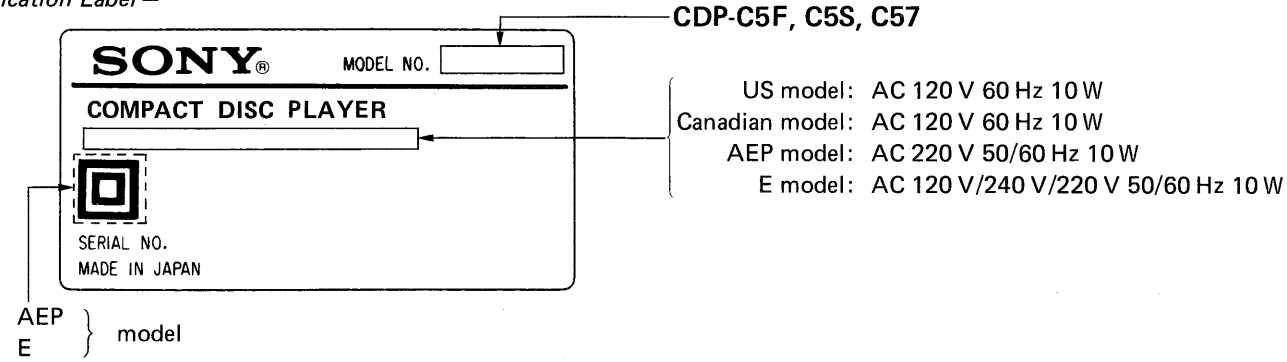 Label—
CDP-C5F, C5S, C57
SONY®
MODEL NO.
COMPACT DISC PLAYER
US model: AC 120 V 60 Hz 10 W
Canadian model: AC 120 V 60 Hz 10 W
AEP model: AC 220 V 50/60 Hz 10 W
E model: AC 120 V/240 V/220 V 50/60 Hz 10 W
SERIAL NO.
MADE IN JAPAN
AEP
E
model